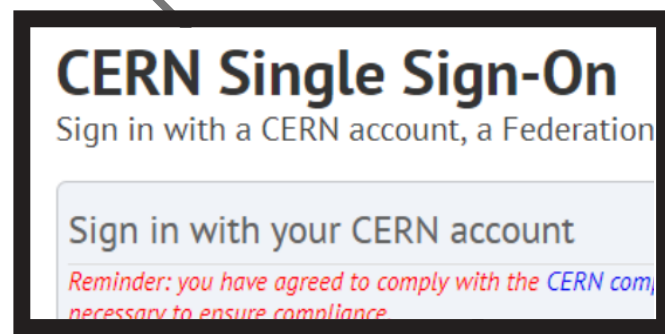 CERN Single Sign-On
Sign in with a CERN account, a Federation
Sign in with your CERN account
Reminder: you have agreed to comply with the CERN
necessary to ensure compliance